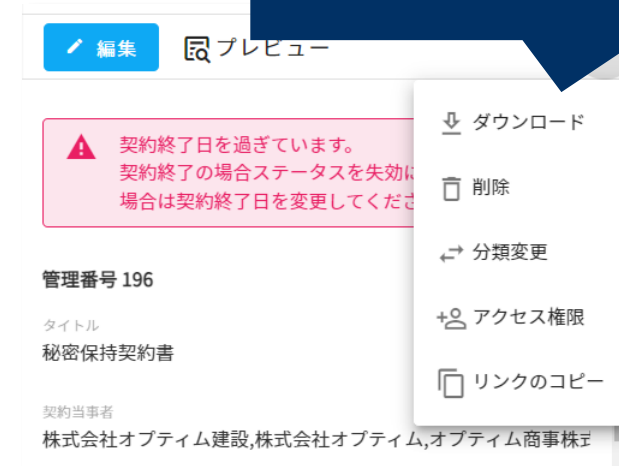 編集
プレビュー
契約終了日を過ぎています。
契約終了の場合ステータスを失効に
場合は契約終了日を変更してくださ
管理番号 196
タイトル
秘密保持契約書
契約当事者
株式会社オプティム建設,株式会社オプティム,オプティム商事株式
ダウンロード
削除
分類変更
アクセス権限
リンクのコピー